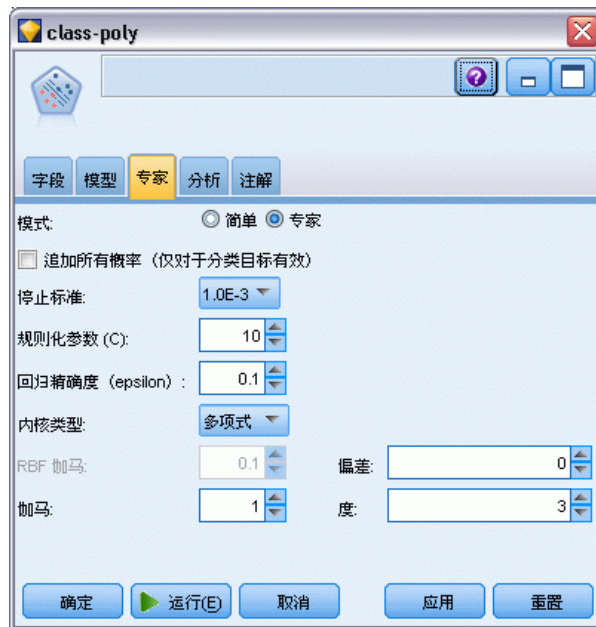 class-poly
字段 模型 专家 分析 注解
模式: 简单 专家
追加所有概率（仅对于分类目标有效）
停止标准: 1.0E-3
规则化参数 (C): 10
回归精确度（epsilon）: 0.1
内核类型: 多项式
RBF 伽马: 0.1 偏差: 0
伽马: 1 度: 3
确定 运行(E) 取消 应用 重置